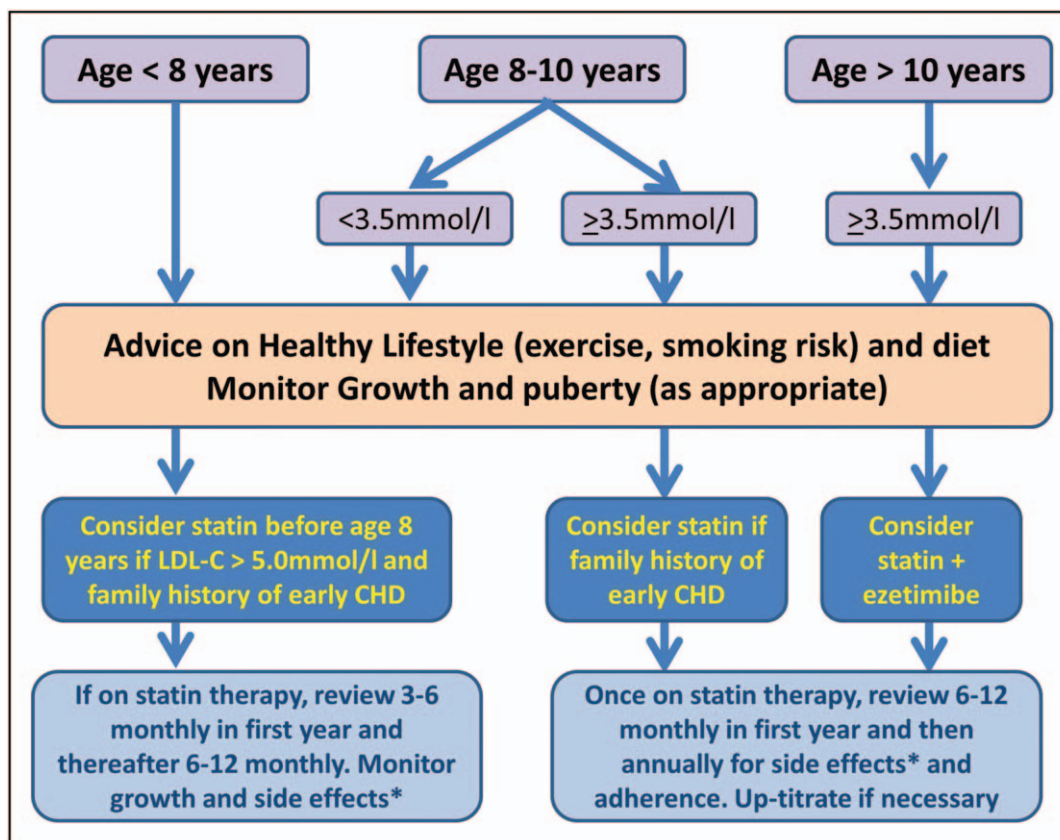 Age < 8 years
Age 8-10 years
Age > 10 years
<3.5mmol/l
≥3.5mmol/l
≥3.5mmol/l
Advice on Healthy Lifestyle (exercise, smoking risk) and diet
Monitor Growth and puberty (as appropriate)
Consider statin before age 8
years if LDL-C > 5.0mmol/l and
family history of early CHD
Consider statin if
family history of
early CHD
Consider
statin +
ezetimibe
If on statin therapy, review 3-6
monthly in first year and
thereafter 6-12 monthly. Monitor
growth and side effects*
Once on statin therapy, review 6-12
monthly in first year and then
annually for side effects* and
adherence. Up-titrate if necessary